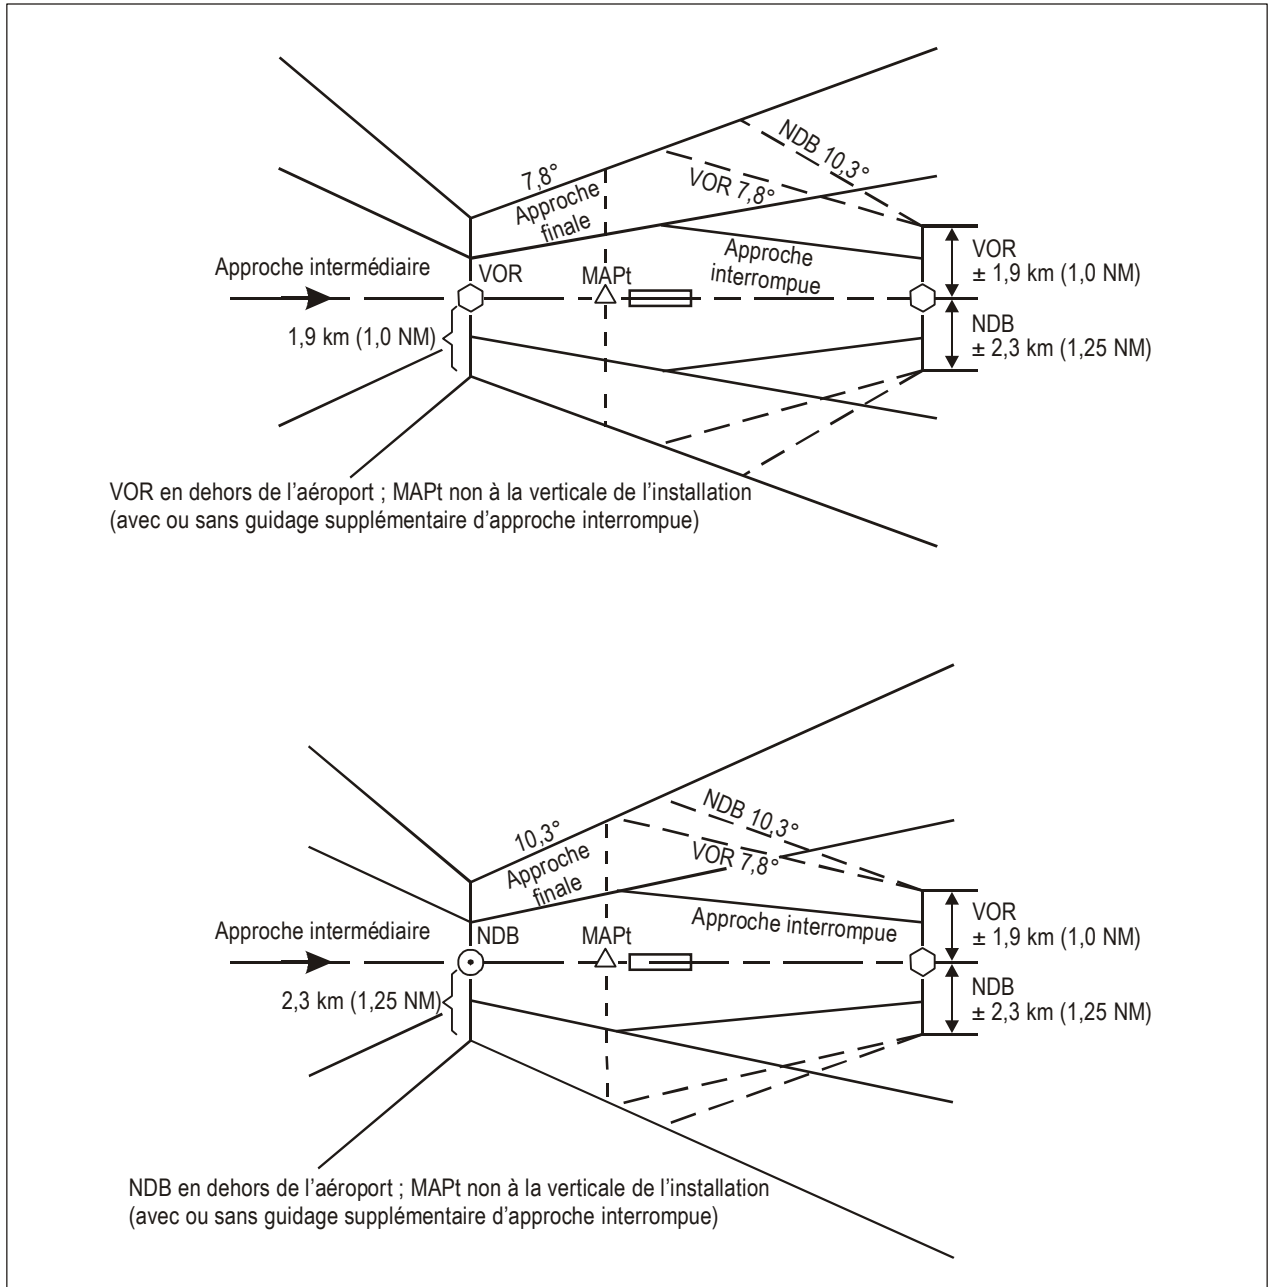 NDB 10,3°
7,8°
Approche
finale
VOR 7,8°
Approche intermédiaire
VOR
MAPt
Approche
interrompue
VOR
± 1,9 km (1,0 NM)
1,9 km (1,0 NM)
NDB
± 2,3 km (1,25 NM)
VOR en dehors de l'aéroport ; MAPt non à la verticale de l'installation
(avec ou sans guidage supplémentaire d'approche interrompue)
NDB 10,3°
10,3°
Approche
finale
VOR 7,8°
Approche intermédiaire
NDB
MAPt
Approche interrompue
VOR
± 1,9 km (1,0 NM)
2,3 km (1,25 NM)
NDB
± 2,3 km (1,25 NM)
NDB en dehors de l'aéroport ; MAPt non à la verticale de l'installation
(avec ou sans guidage supplémentaire d'approche interrompue)